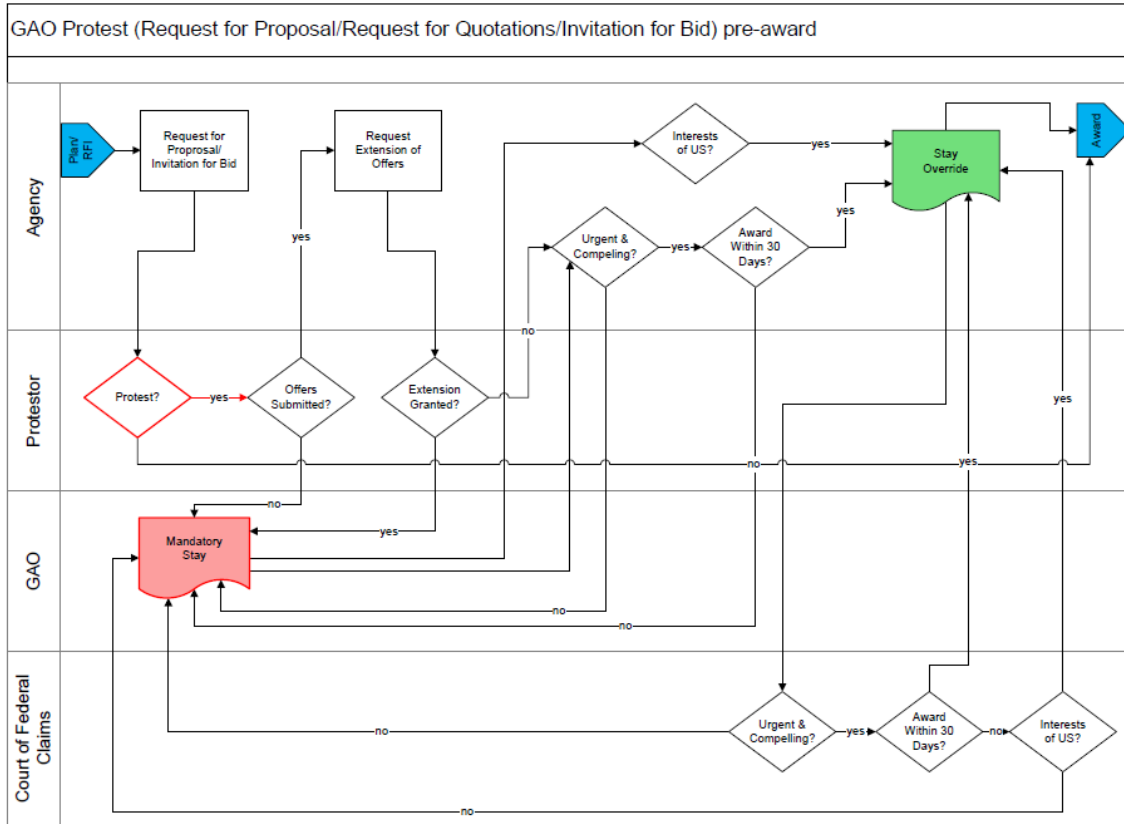 GAO Protest (Request for Proposal/Request for Quotations/Invitation for Bid) pre-award
Agency
Plan/
RFI
Request for
Proprosal/
Invitation for Bid
Request
Extension of
Offers
Interests
of US?
yes
Stay
Override
Award
yes
Urgent &
Compeling?
yes
Award
Within 30
Days?
yes
no
Protestor
Protest?
yes
Offers
Submitted?
Extension
Granted?
yes
no
yes
GAO
no
yes
Mandatory
Stay
no
no
Court of Federal
Claims
no
Urgent &
Compelling?
yes
Award
Within 30
Days?
no
Interests
of US?
no